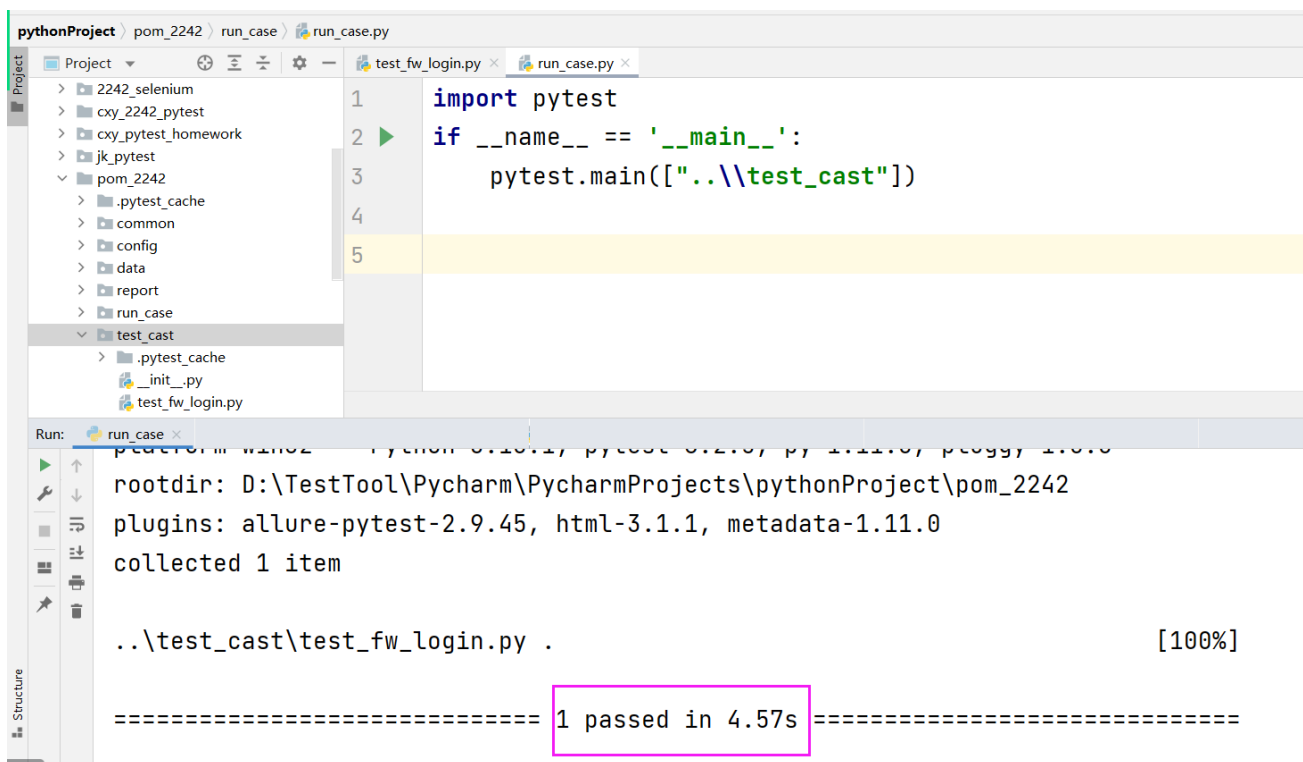 pythonProject 〉 pom_2242 〉 run_case 〉 run_case.py
Project
Project
test_fw_login.py
run_case.py
2242_selenium
cxy_2242_pytest
cxy_pytest_homework
jk_pytest
pom_2242
.pytest_cache
common
config
data
report
run_case
test_cast
.pytest_cache
__init__.py
test_fw_login.py
1 import pytest
2 if __name__ == '__main__':
3 pytest.main(["..\\test_cast"])
4
5
Run: run_case
rootdir: D:\TestTool\Pycharm\PycharmProjects\pythonProject\pom_2242
plugins: allure-pytest-2.9.45, html-3.1.1, metadata-1.11.0
collected 1 item
..\test_cast\test_fw_login.py . [100%]
============================== 1 passed in 4.57s ==============================
Structure